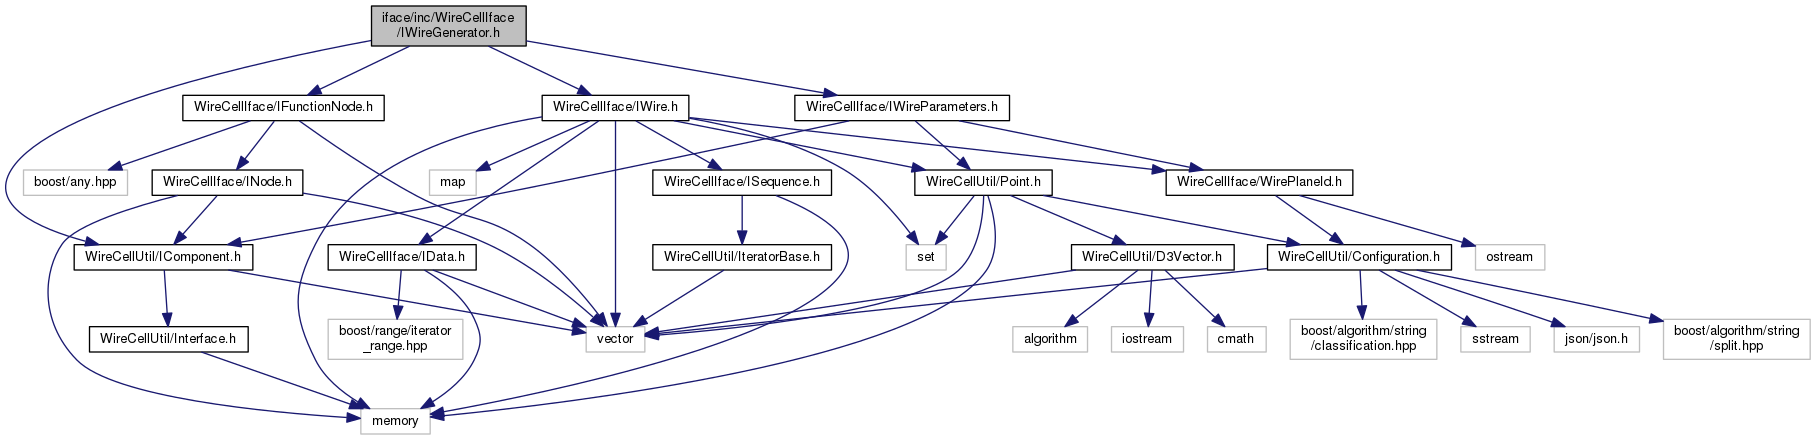 iface/inc/WireCellIface
/IWireGenerator.h
WireCellIface/IFunctionNode.h
WireCellIface/IWire.h
WireCellIface/IWireParameters.h
boost/any.hpp
WireCellIface/INode.h
map
WireCellIface/ISequence.h
WireCellUtil/Point.h
WireCellIface/WirePlaneId.h
WireCellUtil/IComponent.h
WireCellIface/IData.h
WireCellUtil/IteratorBase.h
set
WireCellUtil/D3Vector.h
WireCellUtil/Configuration.h
ostream
WireCellUtil/Interface.h
boost/range/iterator
_range.hpp
vector
algorithm
iostream
cmath
boost/algorithm/string
/classification.hpp
sstream
json/json.h
boost/algorithm/string
/split.hpp
memory